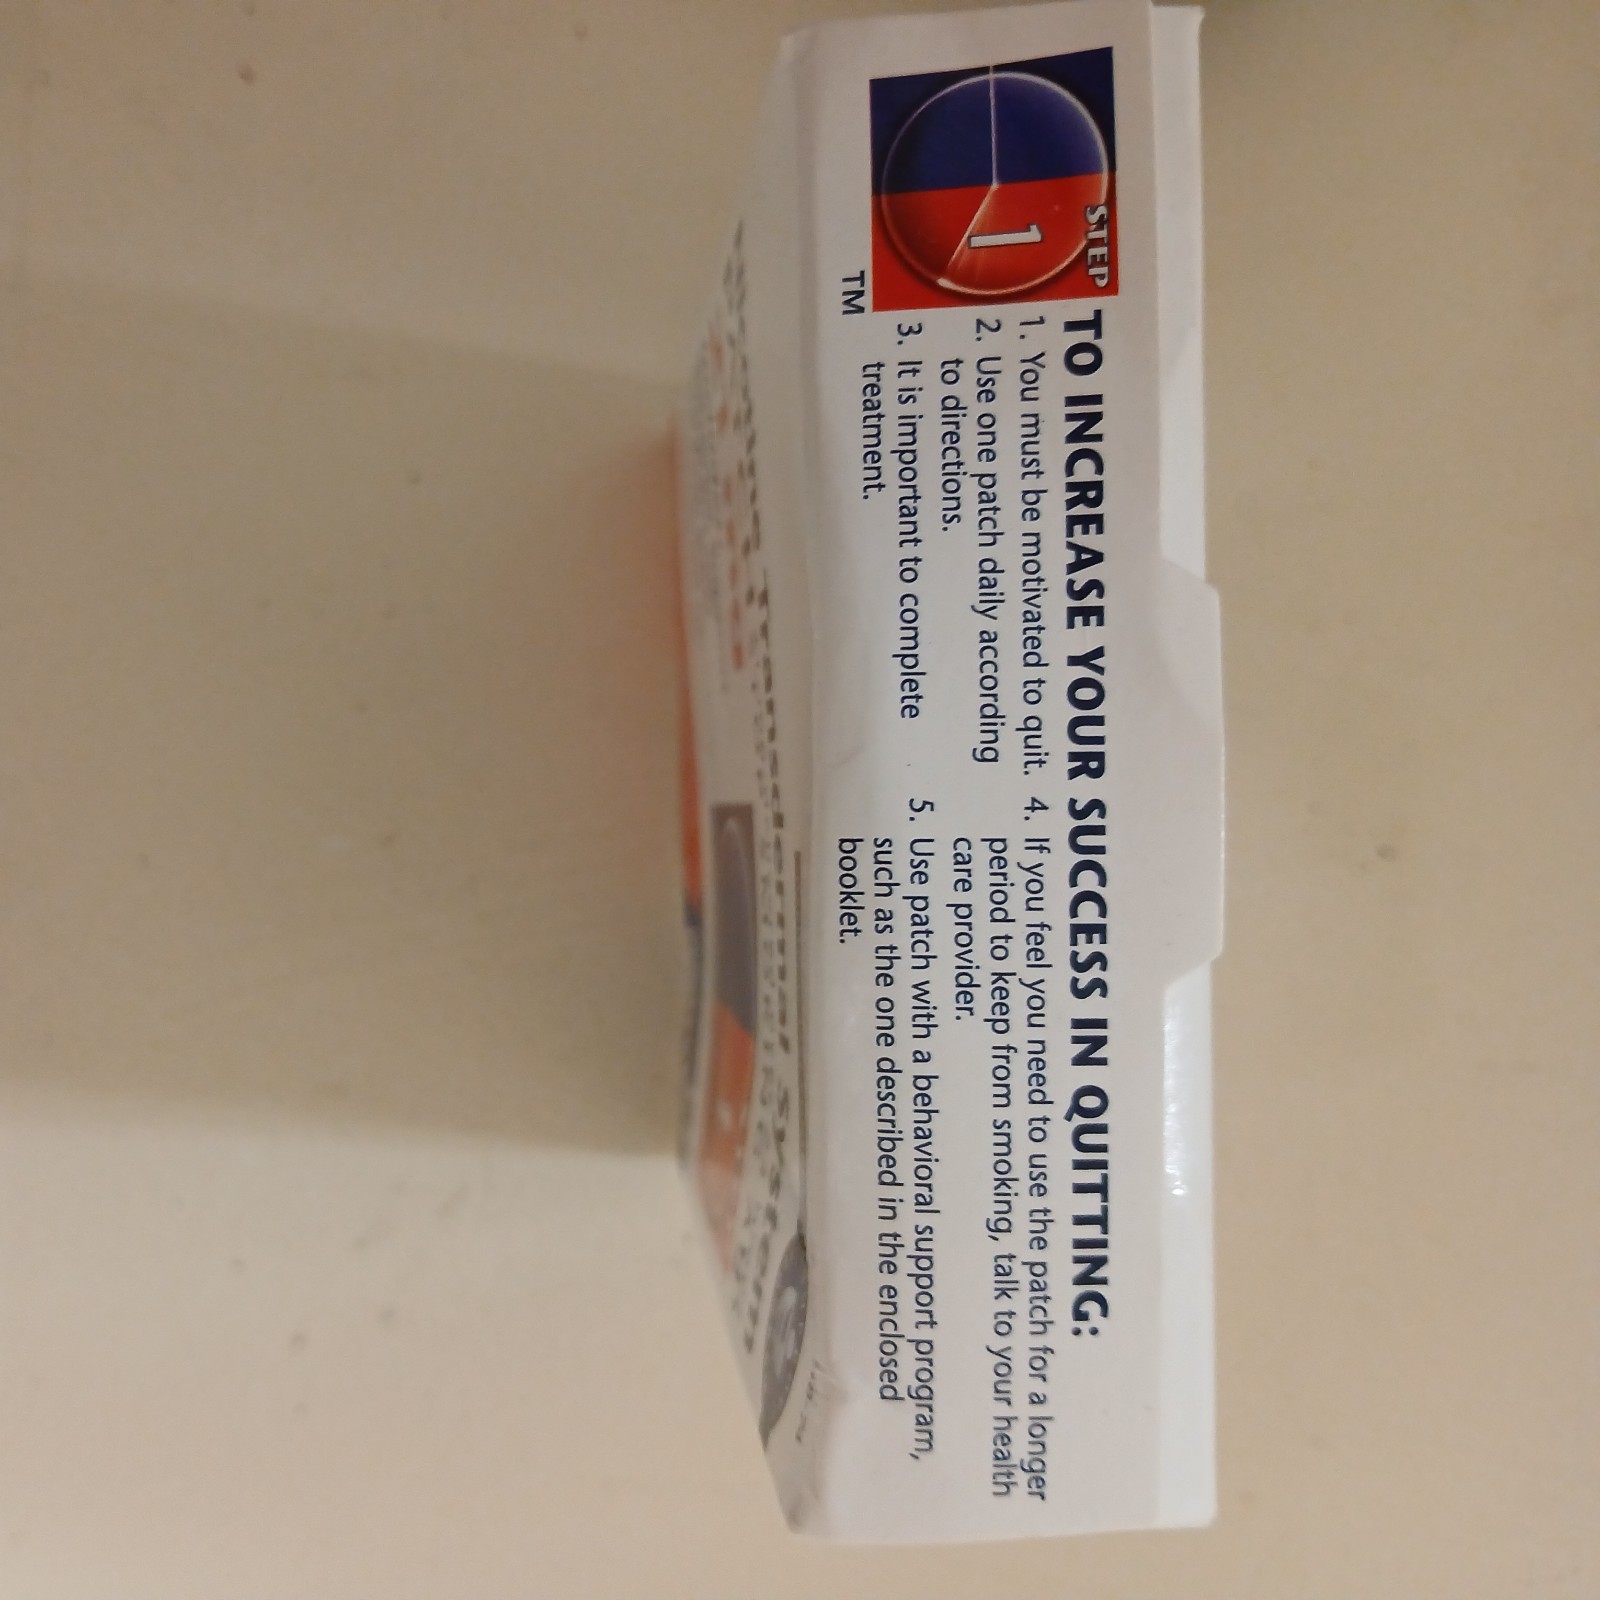 STEP
1
TM
TO INCREASE YOUR SUCCESS IN QUITTING:
1. You must be motivated to quit.
2. Use one patch daily according
to directions.
3. It is important to complete
treatment.
4. If you feel you need to use the patch for a longer
period to keep from smoking, talk to your health
care provider.
5. Use patch with a behavioral support program,
such as the one described in the enclosed
booklet.
Transdermal System